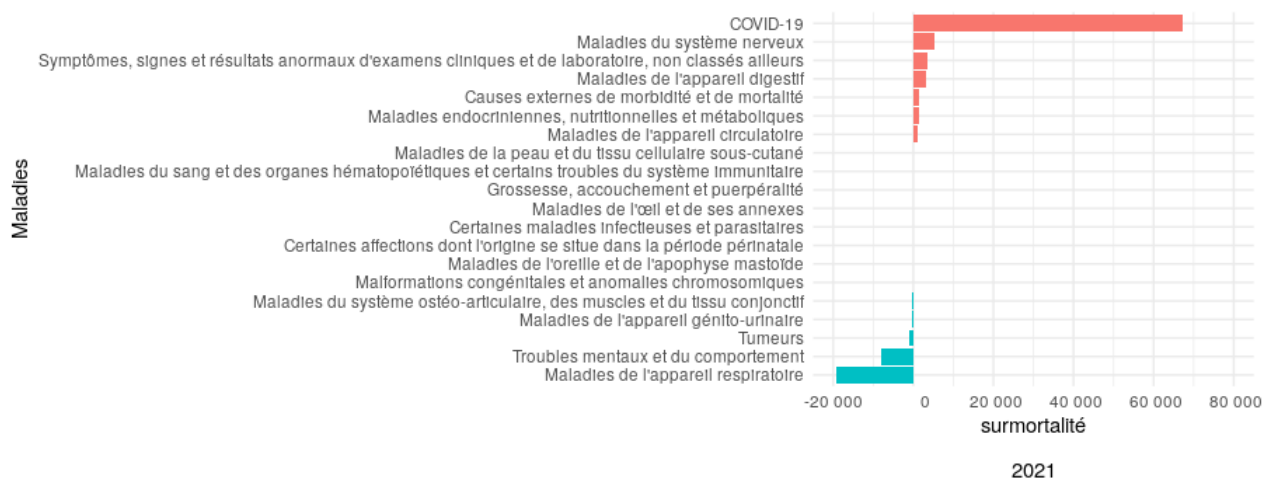 COVID-19
Maladies du système nerveux
Symptômes, signes et résultats anormaux d'examens cliniques et de laboratoire, non classés ailleurs
Maladies de l'appareil digestif
Causes externes de morbidité et de mortalité
Maladies endocriniennes, nutritionnelles et métaboliques
Maladies de l'appareil circulatoire
Maladies de la peau et du tissu cellulaire sous-cutané
Maladies du sang et des organes hématopoïétiques et certains troubles du système immunitaire
Grossesse, accouchement et puerpéralité
Maladies de l'œil et de ses annexes
Certaines maladies infectieuses et parasitaires
Certaines affections dont l'origine se situe dans la période périnatale
Maladies de l'oreille et de l'apophyse mastoïde
Malformations congénitales et anomalies chromosomiques
Maladies du système ostéo-articulaire, des muscles et du tissu conjonctif
Maladies de l'appareil génito-urinaire
Tumeurs
Troubles mentaux et du comportement
Maladies de l'appareil respiratoire
Maladies
-20 000 0 20 000 40 000 60 000 80 000
surmortalité
2021